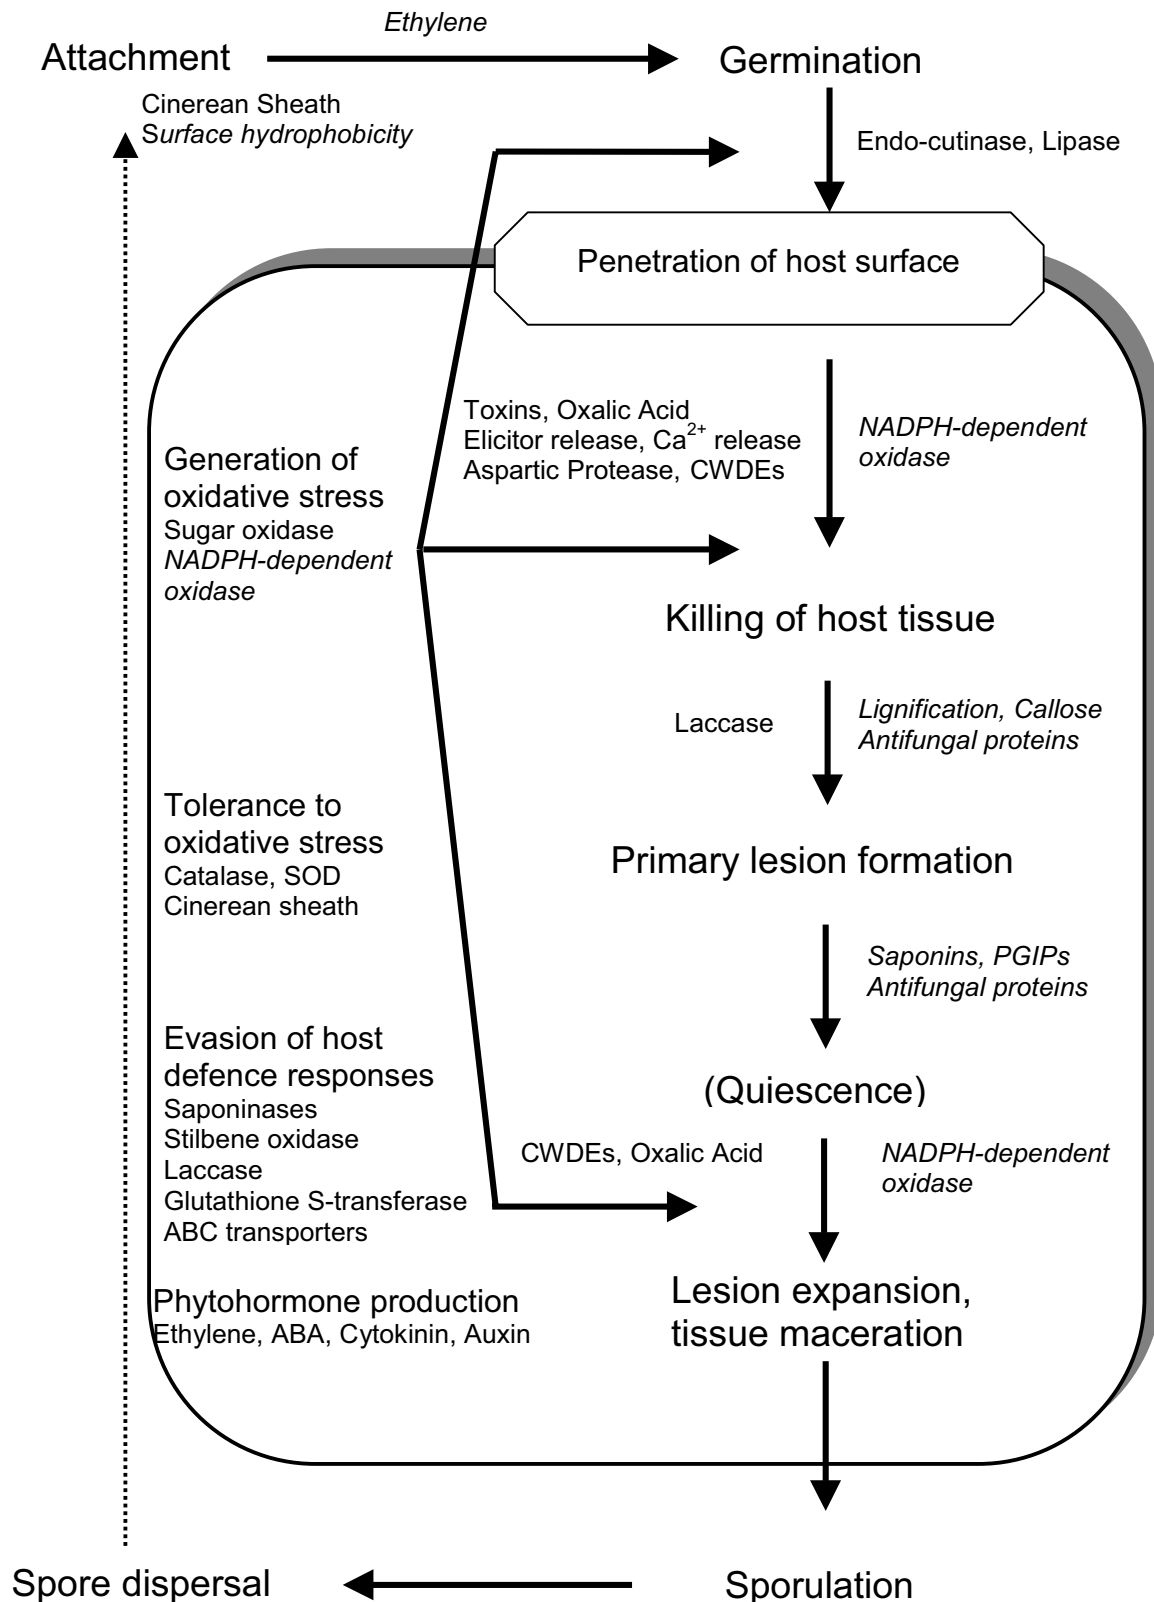 Ethylene
Attachment
Germination
Cinerean Sheath
Surface hydrophobicity
Endo-cutinase, Lipase
Penetration of host surface
Toxins, Oxalic Acid
Elicitor release, Ca2+ release
Aspartic Protease, CWDEs
NADPH-dependent
oxidase
Generation of
oxidative stress
Sugar oxidase
NADPH-dependent
oxidase
Killing of host tissue
Laccase
Lignification, Callose
Antifungal proteins
Tolerance to
oxidative stress
Catalase, SOD
Cinerean sheath
Primary lesion formation
Saponins, PGIPs
Antifungal proteins
Evasion of host
defence responses
Saponinases
Stilbene oxidase
Laccase
Glutathione S-transferase
ABC transporters
(Quiescence)
CWDEs, Oxalic Acid
NADPH-dependent
oxidase
Phytohormone production
Ethylene, ABA, Cytokinin, Auxin
Lesion expansion,
tissue maceration
Spore dispersal
Sporulation